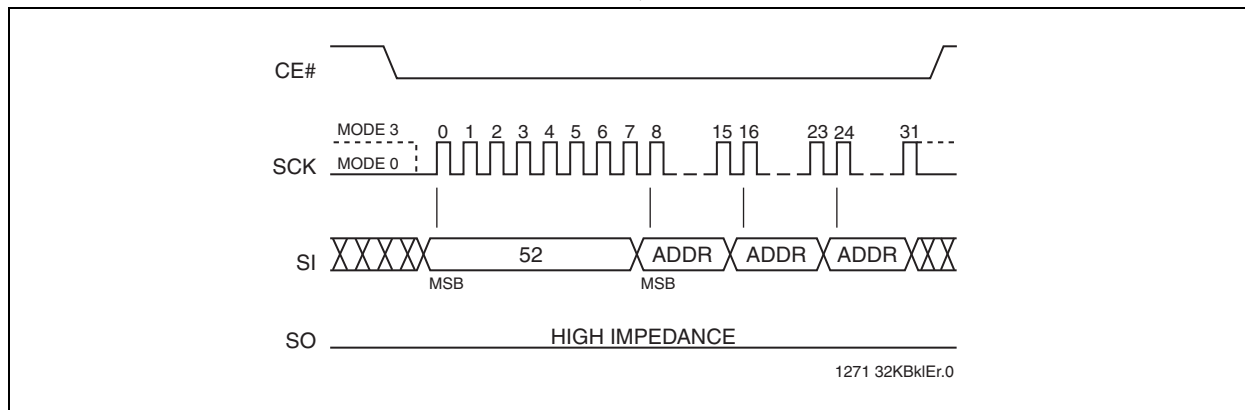 CE#
MODE 3
0 1 2 3 4 5 6 7 8 15 16 23 24 31
SCK MODE 0
SI 52 ADDR ADDR ADDR
MSB MSB
SO HIGH IMPEDANCE
1271 32KBklEr.0